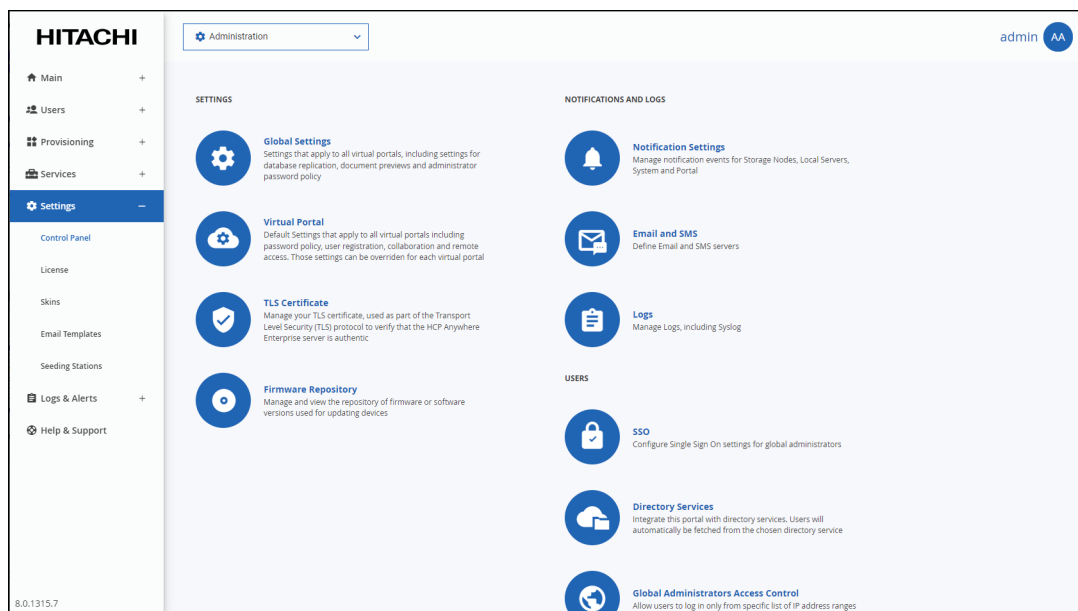 HITACHI
Administration
admin
AA
Main
Users
Provisioning
Services
Settings
Control Panel
License
Skins
Email Templates
Seeding Stations
Logs & Alerts
Help & Support
8.0.1315.7
SETTINGS
Global Settings
Settings that apply to all virtual portals, including settings for
database replication, document previews and administrator
password policy
Virtual Portal
Default Settings that apply to all virtual portals including
password policy, user registration, collaboration and remote
access. Those settings can be overriden for each virtual portal
TLS Certificate
Manage your TLS certificate, used as part of the Transport
Level Security (TLS) protocol to verify that the HCP Anywhere
Enterprise server is authentic
Firmware Repository
Manage and view the repository of firmware or software
versions used for updating devices
NOTIFICATIONS AND LOGS
Notification Settings
Manage notification events for Storage Nodes, Local Servers,
System and Portal
Email and SMS
Define Email and SMS servers
Logs
Manage Logs, including Syslog
USERS
SSO
Configure Single Sign On settings for global administrators
Directory Services
Integrate this portal with directory services. Users will
automatically be fetched from the chosen directory service
Global Administrators Access Control
Allow users to log in only from specific list of IP address ranges